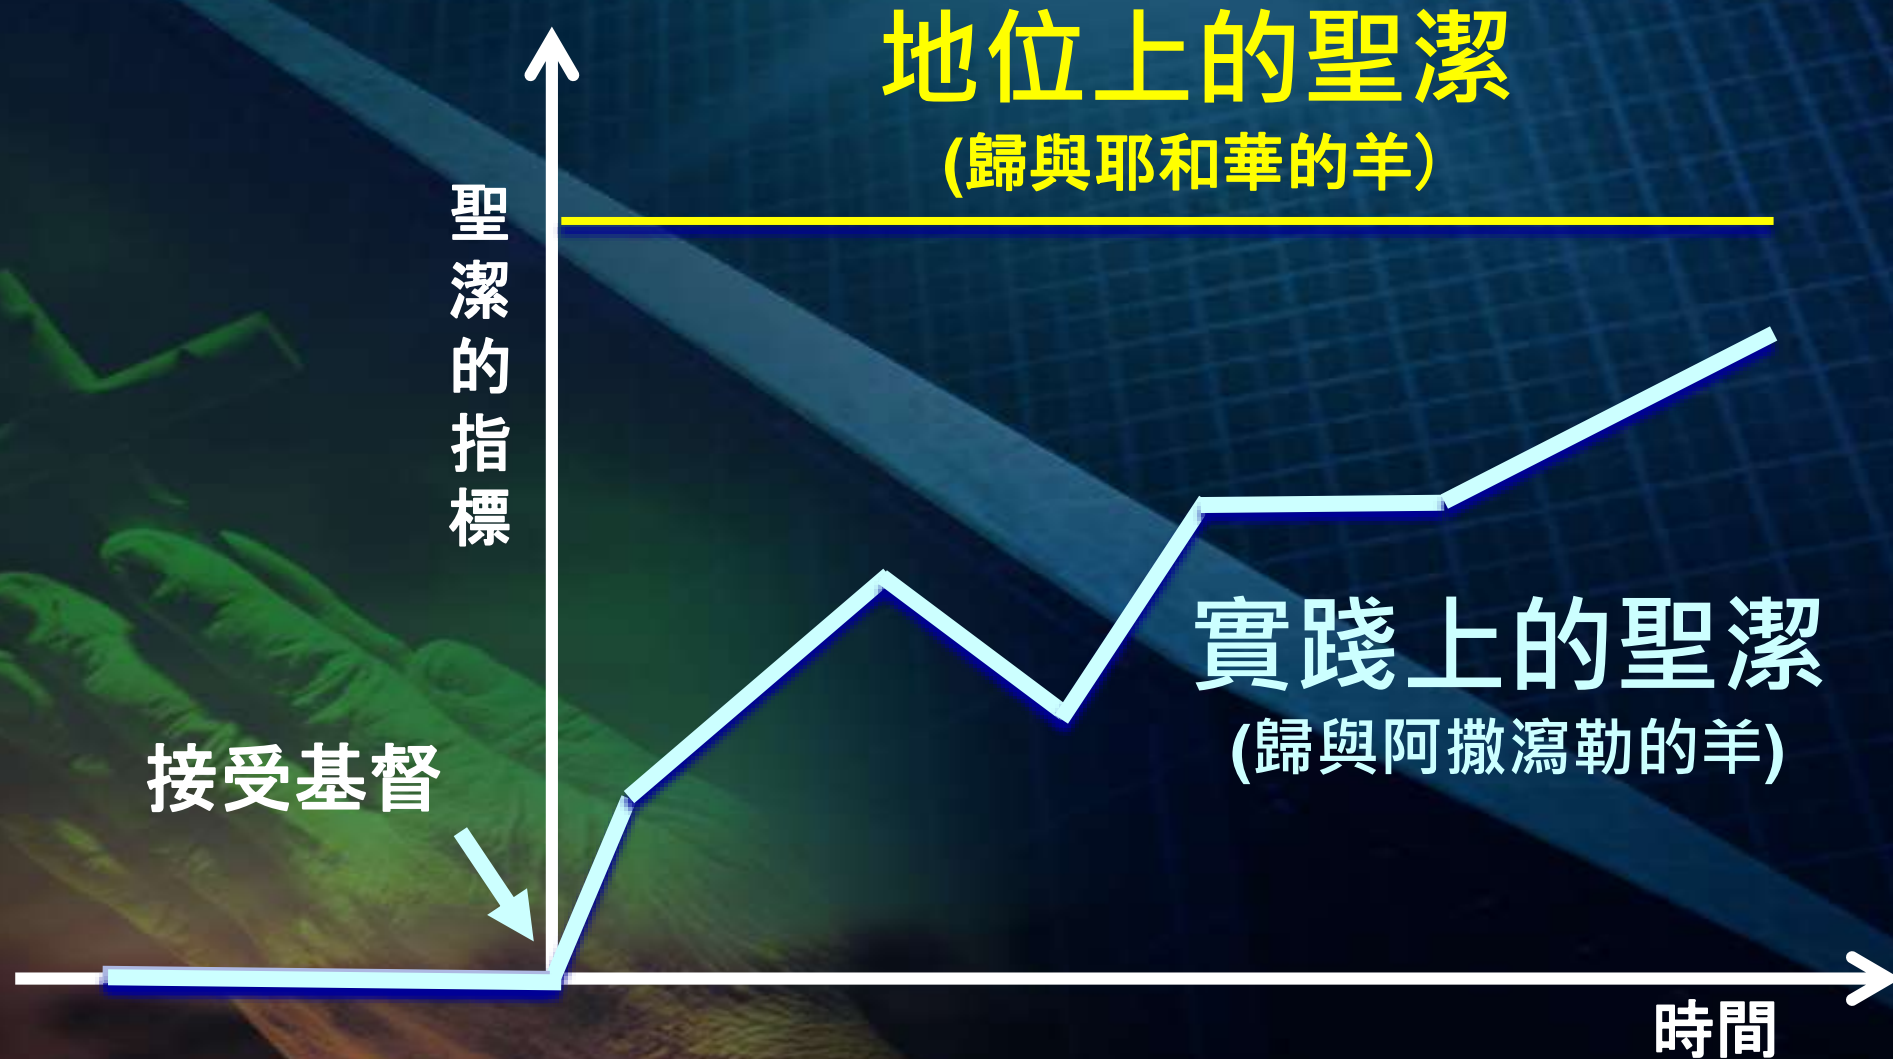 地位上的聖潔
(歸與耶和華的羊）
聖潔的指標
實踐上的聖潔
(歸與阿撒瀉勒的羊)
接受基督
時間